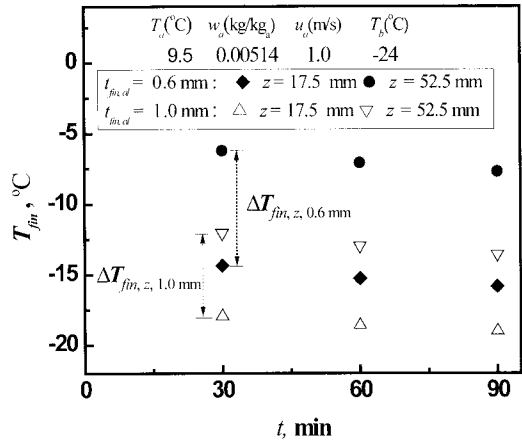 T_a(°C) w_a(kg/kg_a) u_a(m/s) T_b(°C)
9.5 0.00514 1.0 -24
t_fin,al = 0.6 mm : ◆ z = 17.5 mm ● z = 52.5 mm
t_fin,al = 1.0 mm : △ z = 17.5 mm ▽ z = 52.5 mm
0
-5
-10
-15
-20
T_fin, °C
ΔT_fin, z, 0.6 mm
ΔT_fin, z, 1.0 mm
0 30 60 90
t, min